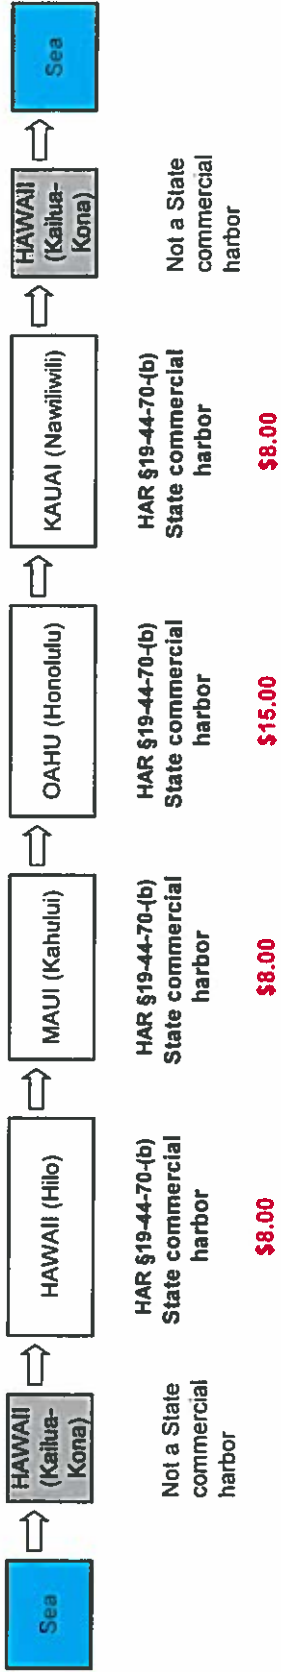 Sea
HAWAII
(Kailua-
Kona)
HAWAII (Hilo)
MAUI (Kahului)
OAHU (Honolulu)
KAUAI (Nawiliwili)
HAWAII
(Kailua-
Kona)
Sea
Not a State
commercial
harbor
HAR §19-44-70-(b)
State commercial
harbor
HAR §19-44-70-(b)
State commercial
harbor
HAR §19-44-70-(b)
State commercial
harbor
HAR §19-44-70-(b)
State commercial
harbor
Not a State
commercial
harbor
$8.00
$8.00
$15.00
$8.00